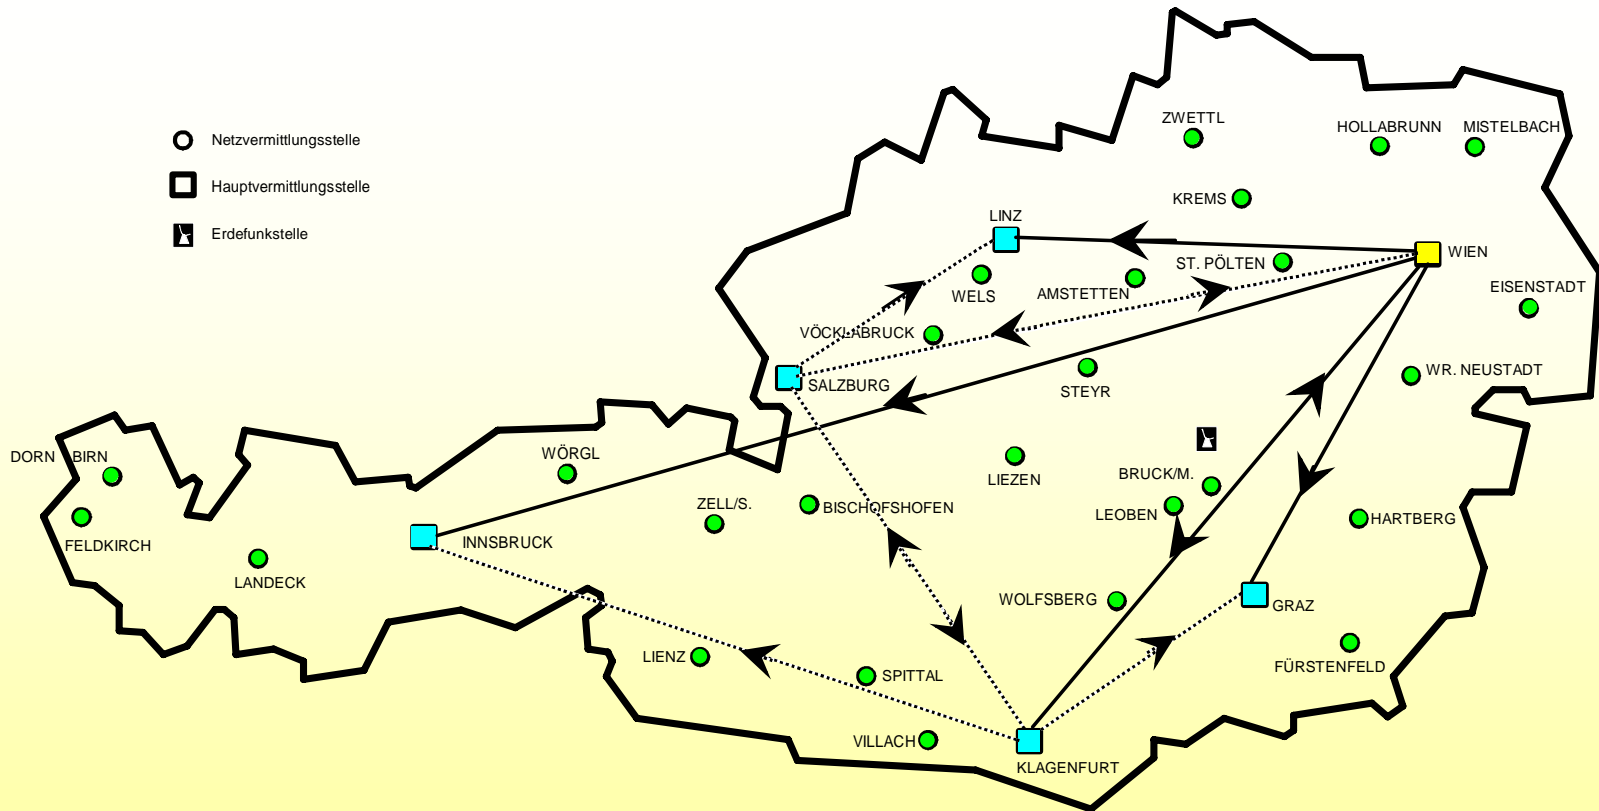 Netzvermittlungsstelle
Hauptvermittlungsstelle
Erdefunkstelle
ZWETTL
HOLLABRUNN
MISTELBACH
KREMS
LINZ
WIEN
ST. PÖLTEN
WELS
AMSTETTEN
EISENSTADT
VÖCKLABRUCK
SALZBURG
STEYR
WR. NEUSTADT
DORN BIRN
WÖRGL
LIEZEN
BRUCK/M.
ZELL/S.
BISCHOFSHOFEN
LEOBEN
HARTBERG
FELDKIRCH
INNSBRUCK
LANDECK
WOLFSBERG
GRAZ
LIENZ
SPITTAL
FÜRSTENFELD
VILLACH
KLAGENFURT